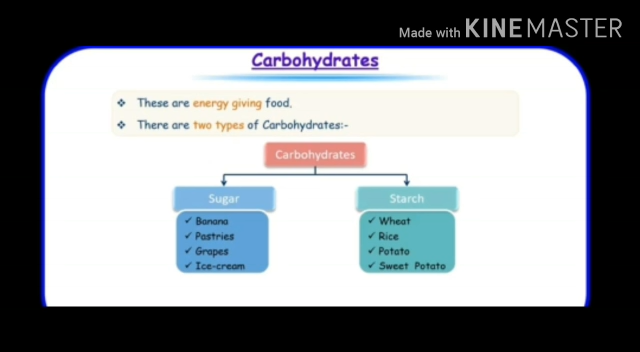 Made with KINEMASTER
Carbohydrates
❖ These are energy giving food.
❖ There are two types of Carbohydrates:-
Carbohydrates
Sugar
✓ Banana
✓ Pastries
✓ Grapes
✓ Ice-cream
Starch
✓ Wheat
✓ Rice
✓ Potato
✓ Sweet Potato